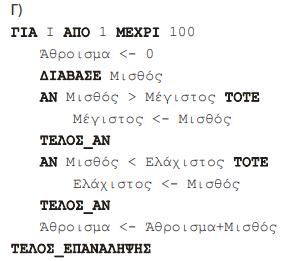 Γ)
ΓΙΑ Ι ΑΠΟ 1 ΜΕΧΡΙ 100
Άθροισμα <- 0
ΔΙΑΒΑΣΕ Μισθός
ΑΝ Μισθός > Μέγιστος ΤΟΤΕ
Μέγιστος <- Μισθός
ΤΕΛΟΣ_ΑΝ
ΑΝ Μισθός < Ελάχιστος ΤΟΤΕ
Ελάχιστος <- Μισθός
ΤΕΛΟΣ_ΑΝ
Άθροισμα <- Άθροισμα+Μισθός
ΤΕΛΟΣ_ΕΠΑΝΑΛΗΨΗΣ